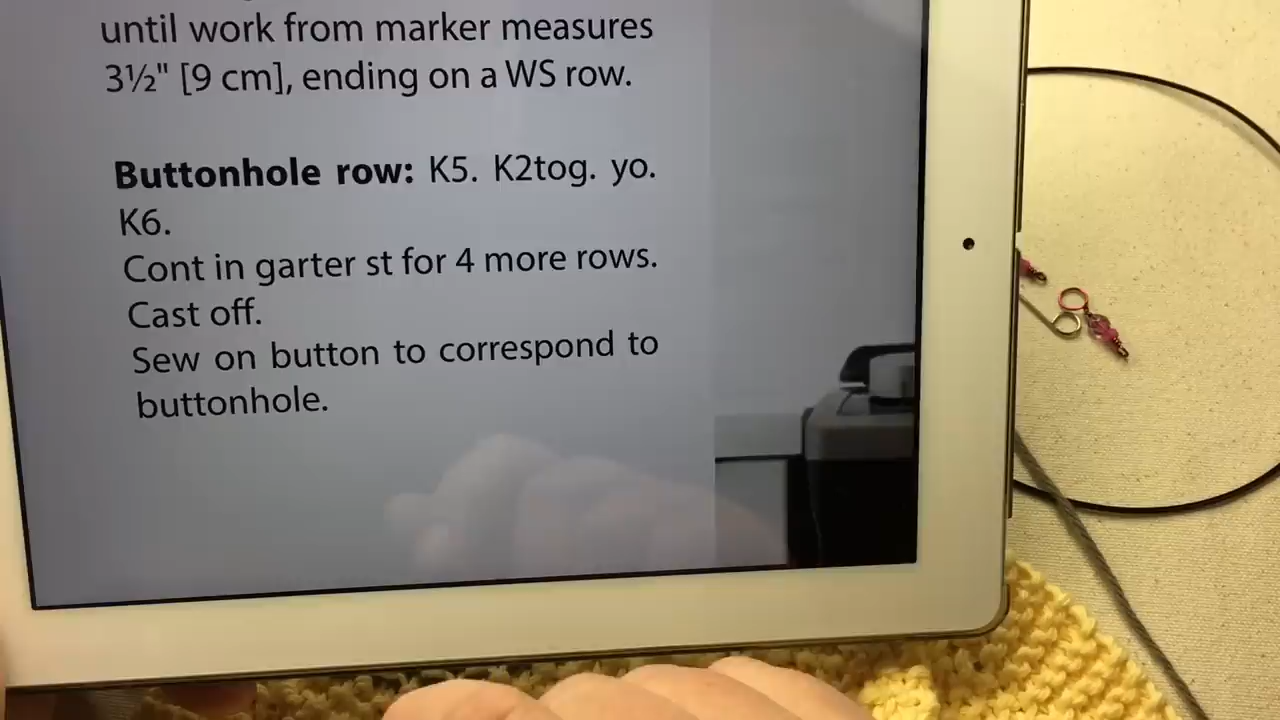 until work from marker measures
3½" [9 cm], ending on a WS row.
Buttonhole row: K5. K2tog. yo.
K6.
Cont in garter st for 4 more rows.
Cast off.
Sew on button to correspond to
buttonhole.